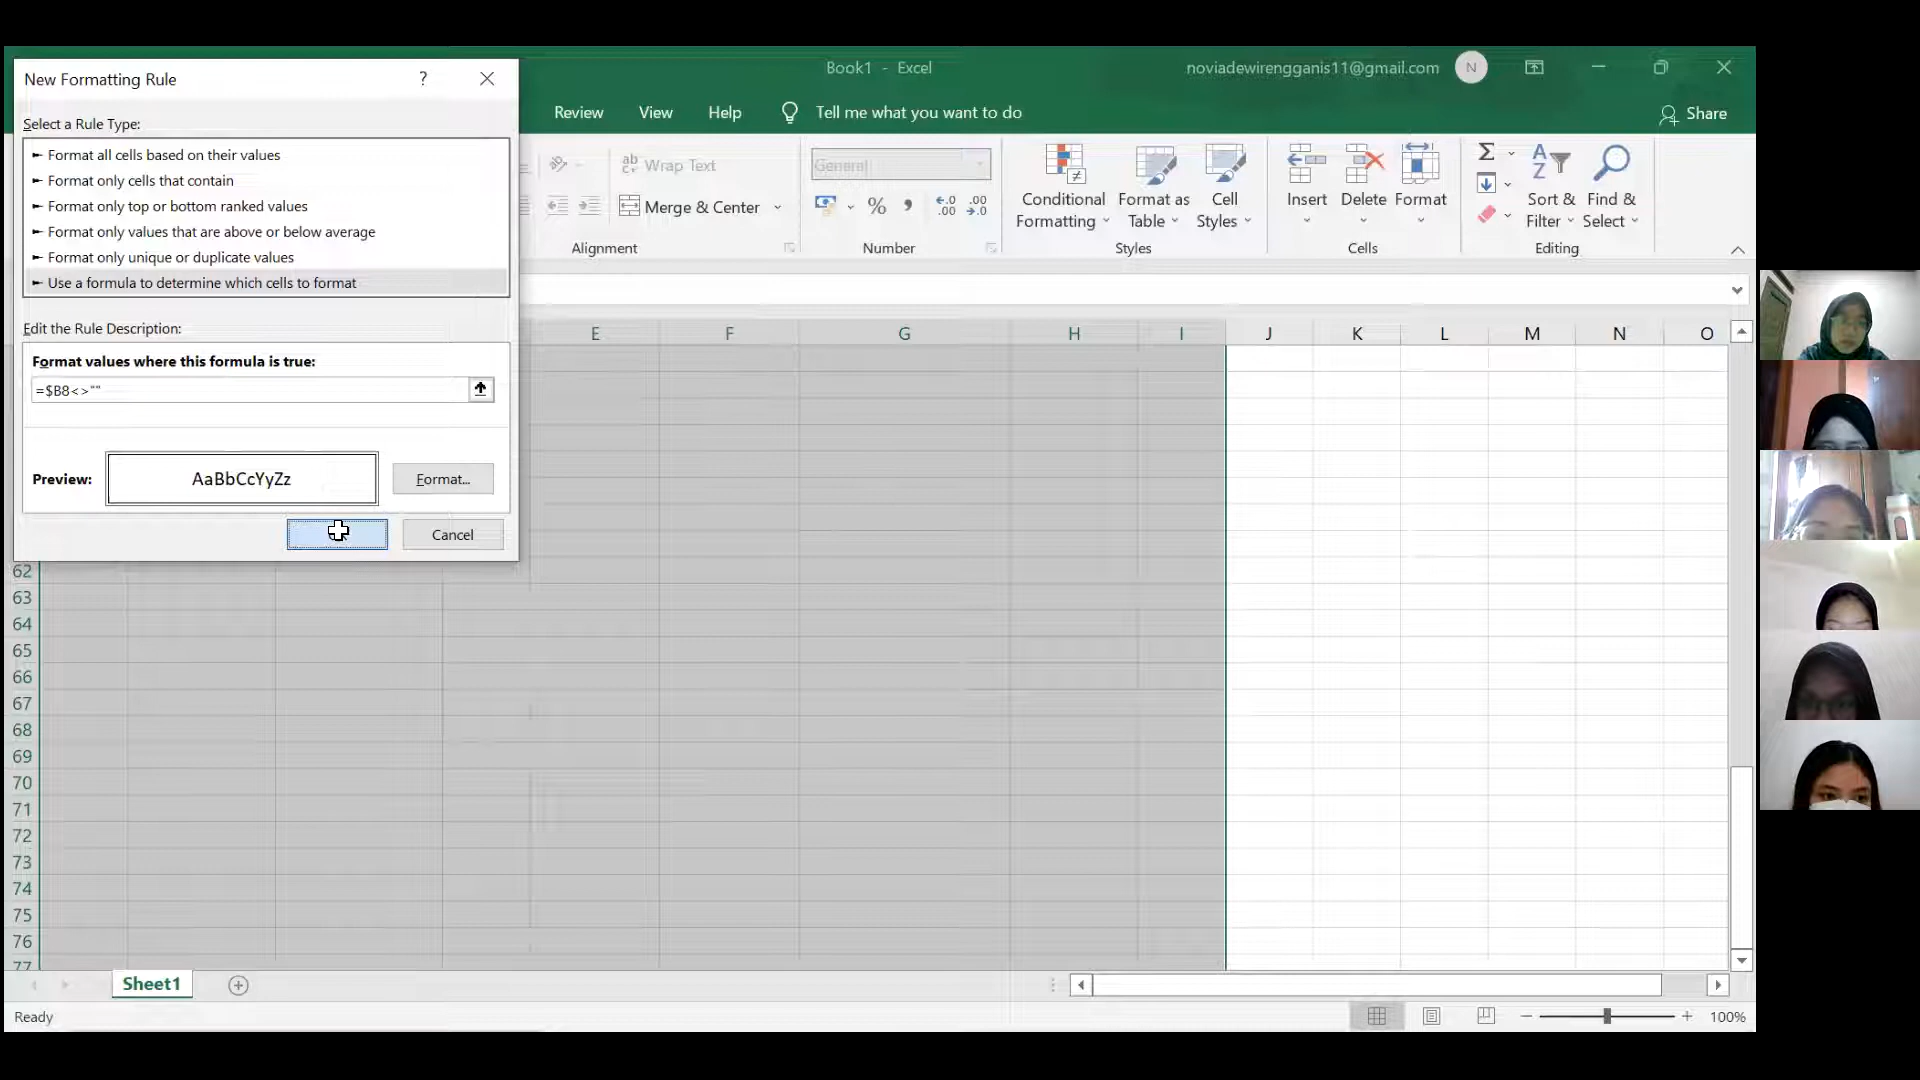 New Formatting Rule
?
Book1 - Excel
noviadewirengganis11@gmail.com
N
Review
View
Help
Tell me what you want to do
Share
Select a Rule Type:
► Format all cells based on their values
► Format only cells that contain
► Format only top or bottom ranked values
► Format only values that are above or below average
► Format only unique or duplicate values
► Use a formula to determine which cells to format
Edit the Rule Description:
Format values where this formula is true:
=$B8<>""
Preview:
AaBbCcYyZz
Format...
Cancel
ab
Wrap Text
Merge & Center
Alignment
General
%
,
←.0
.00
.00
→.0
Number
Conditional
Formatting
Format as
Table
Cell
Styles
Styles
Insert
Delete
Format
Cells
Σ
A
Z
Sort &
Filter
Find &
Select
Editing
E
F
G
H
I
J
K
L
M
N
O
62
63
64
65
66
67
68
69
70
71
72
73
74
75
76
77
Sheet1
Ready
100%